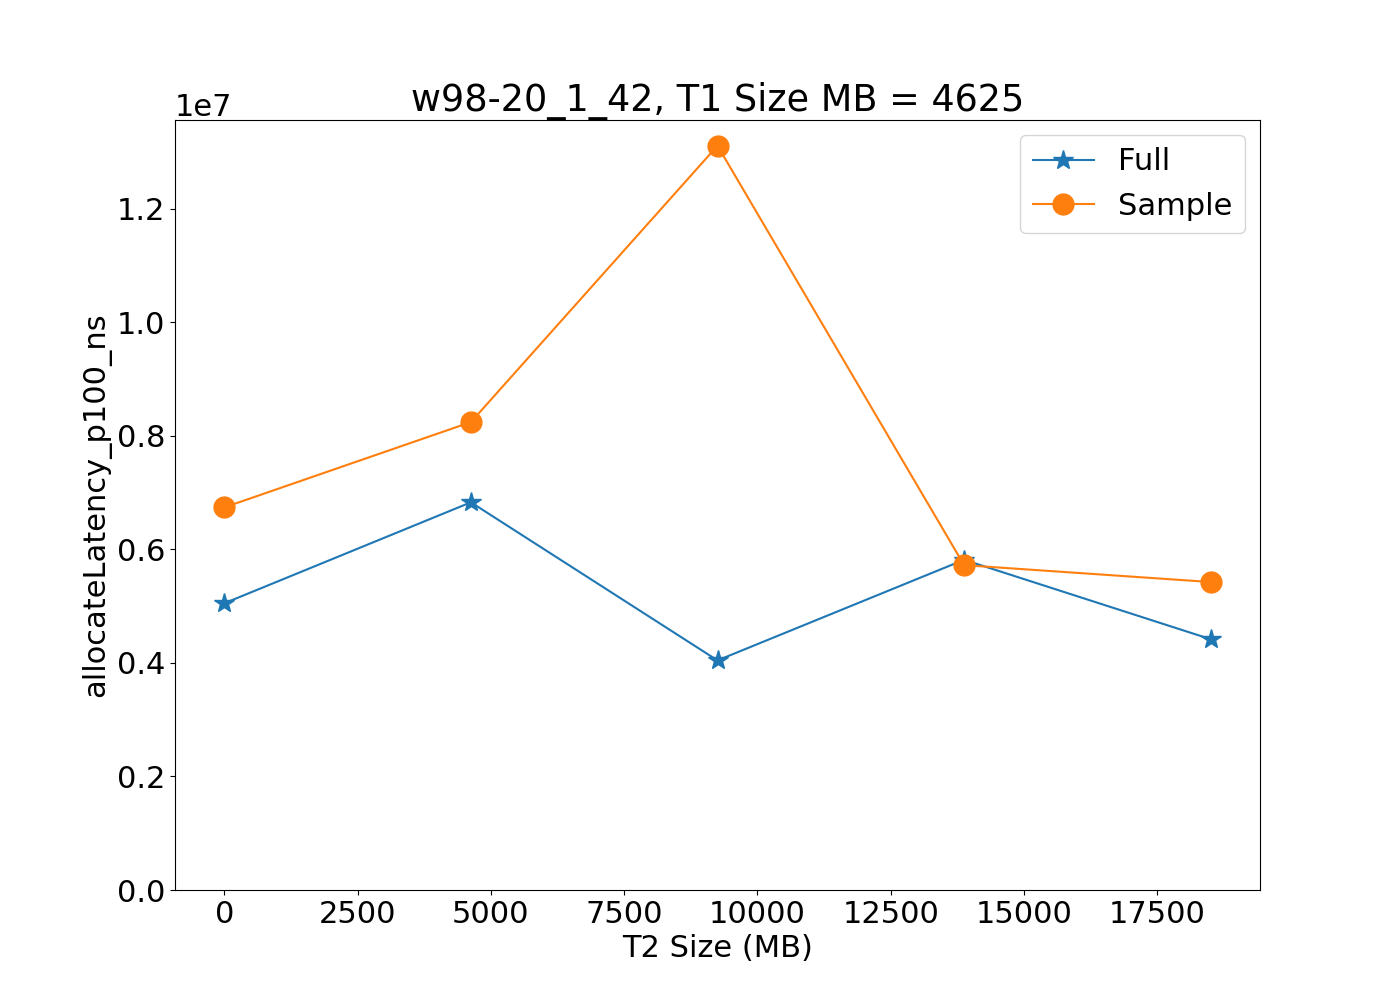 w98-20_1_42, T1 Size MB = 4625
1e7
Full
Sample
1.2
1.0
0.8
0.6
0.4
0.2
0.0
allocateLatency_p100_ns
0 2500 5000 7500 10000 12500 15000 17500
T2 Size (MB)